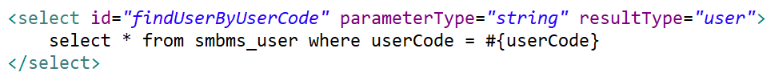 <select id="findUserByUserCode" parameterType="string" resultType="user">
select * from smbms_user where userCode = #{userCode}
</select>